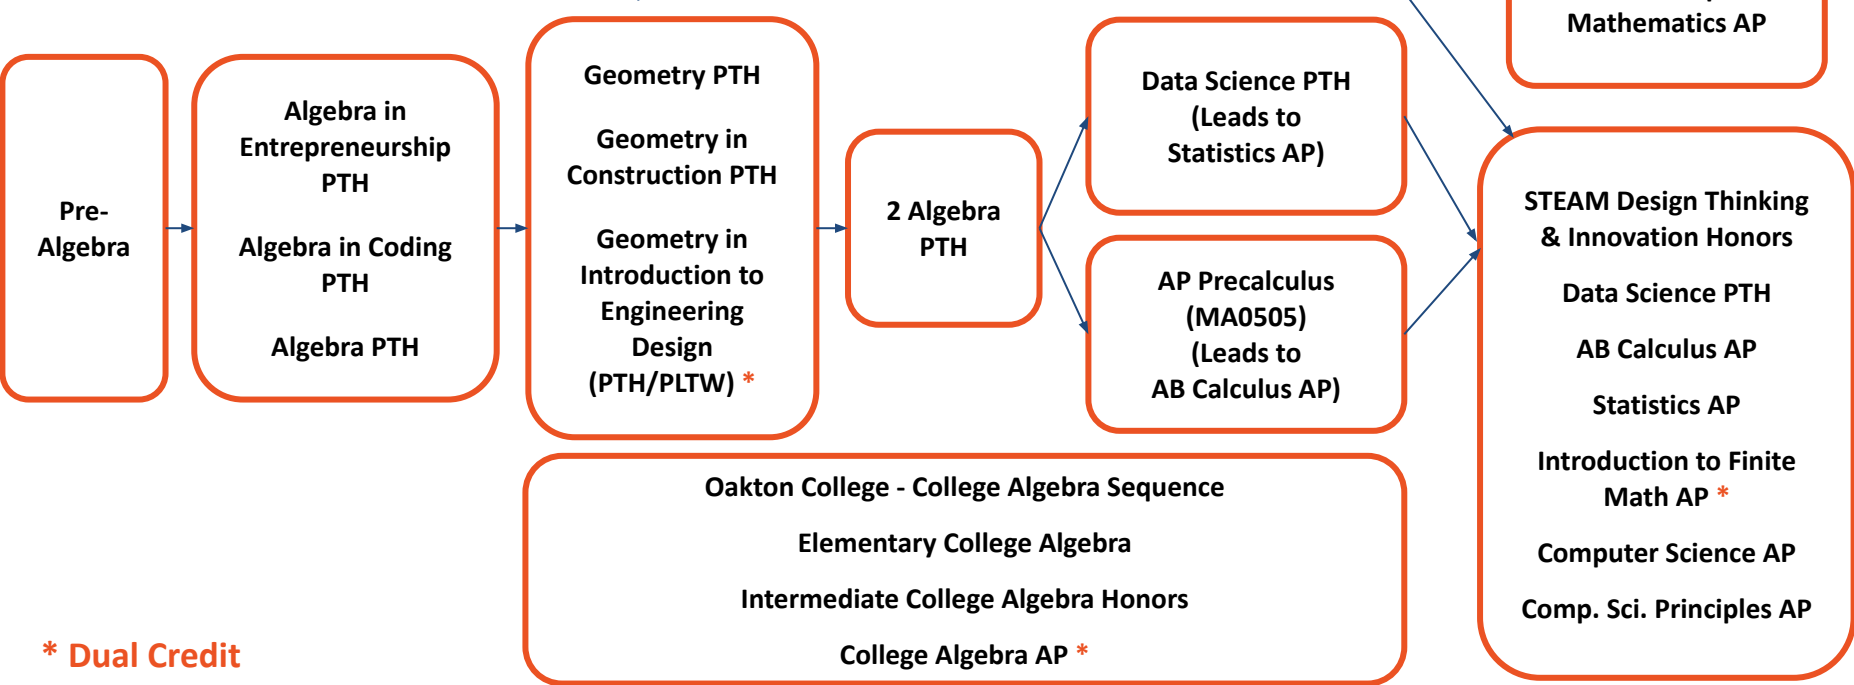 Mathematics AP
Pre-
Algebra
Algebra in
Entrepreneurship
PTH
Algebra in Coding
PTH
Algebra PTH
Geometry PTH
Geometry in
Construction PTH
Geometry in
Introduction to
Engineering
Design
(PTH/PLTW) *
2 Algebra
PTH
Data Science PTH
(Leads to
Statistics AP)
AP Precalculus
(MA0505)
(Leads to
AB Calculus AP)
STEAM Design Thinking
& Innovation Honors
Data Science PTH
AB Calculus AP
Statistics AP
Introduction to Finite
Math AP *
Computer Science AP
Comp. Sci. Principles AP
Oakton College - College Algebra Sequence
Elementary College Algebra
Intermediate College Algebra Honors
College Algebra AP *
* Dual Credit